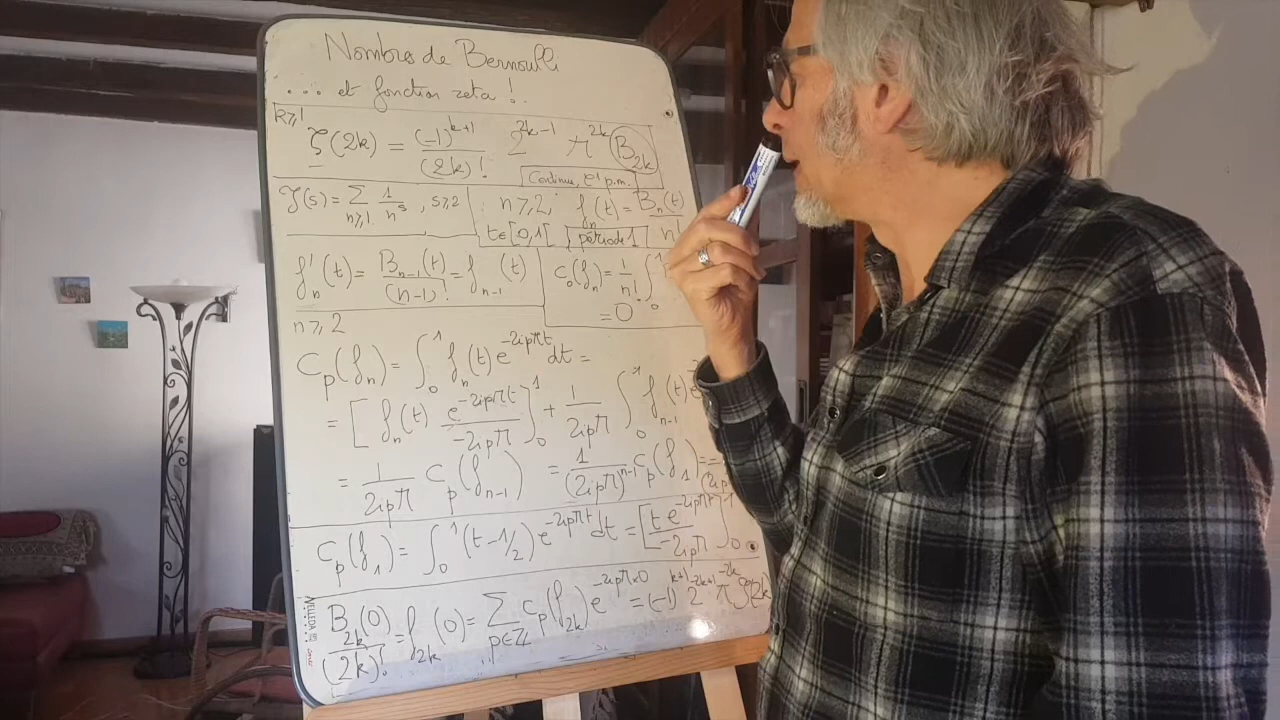 Nombres de Bernoulli
... et fonction zeta !
k⩾1
ζ(2k) = (-1)^{k+1}/(2k)! 2^{2k-1} π^{2k} B_{2k}
Continue, C¹ p.m.
ζ(s) = ∑_{n⩾1} 1/n^s , s⩾2
n⩾2, f_n(t) = B_n(t)/n
t∈[0,1[ période 1
f'_n(t) = B_{n-1}(t)/(n-1)! = f_{n-1}(t)
n⩾2
c_0(f_n) = 1/n! ∫_0^1
= 0
C_p(f_n) = ∫_0^1 f_n(t) e^{-2ipπt} dt =
= [f_n(t) e^{-2ipπt}/-2ipπ]_0^1 + 1/2ipπ ∫_0^1 f_{n-1}(t) e
= 1/2ipπ c_p(f_{n-1}) = 1/(2ipπ)^{n-1} c_p(f_1) =
c_p(f_1) = ∫_0^1 (t-1/2) e^{-2ipπt} dt = [t e^{-2ipπt}/-2ipπ]_0^1
B_{2k}(0)/(2k)! = f_{2k}(0) = ∑_{p∈ℤ} c_p(f_{2k}) e^{-2ipπ×0} = (-1)^{k+1} 2^{-2k+1} π^{-2k} ζ(2k
VELLEDA